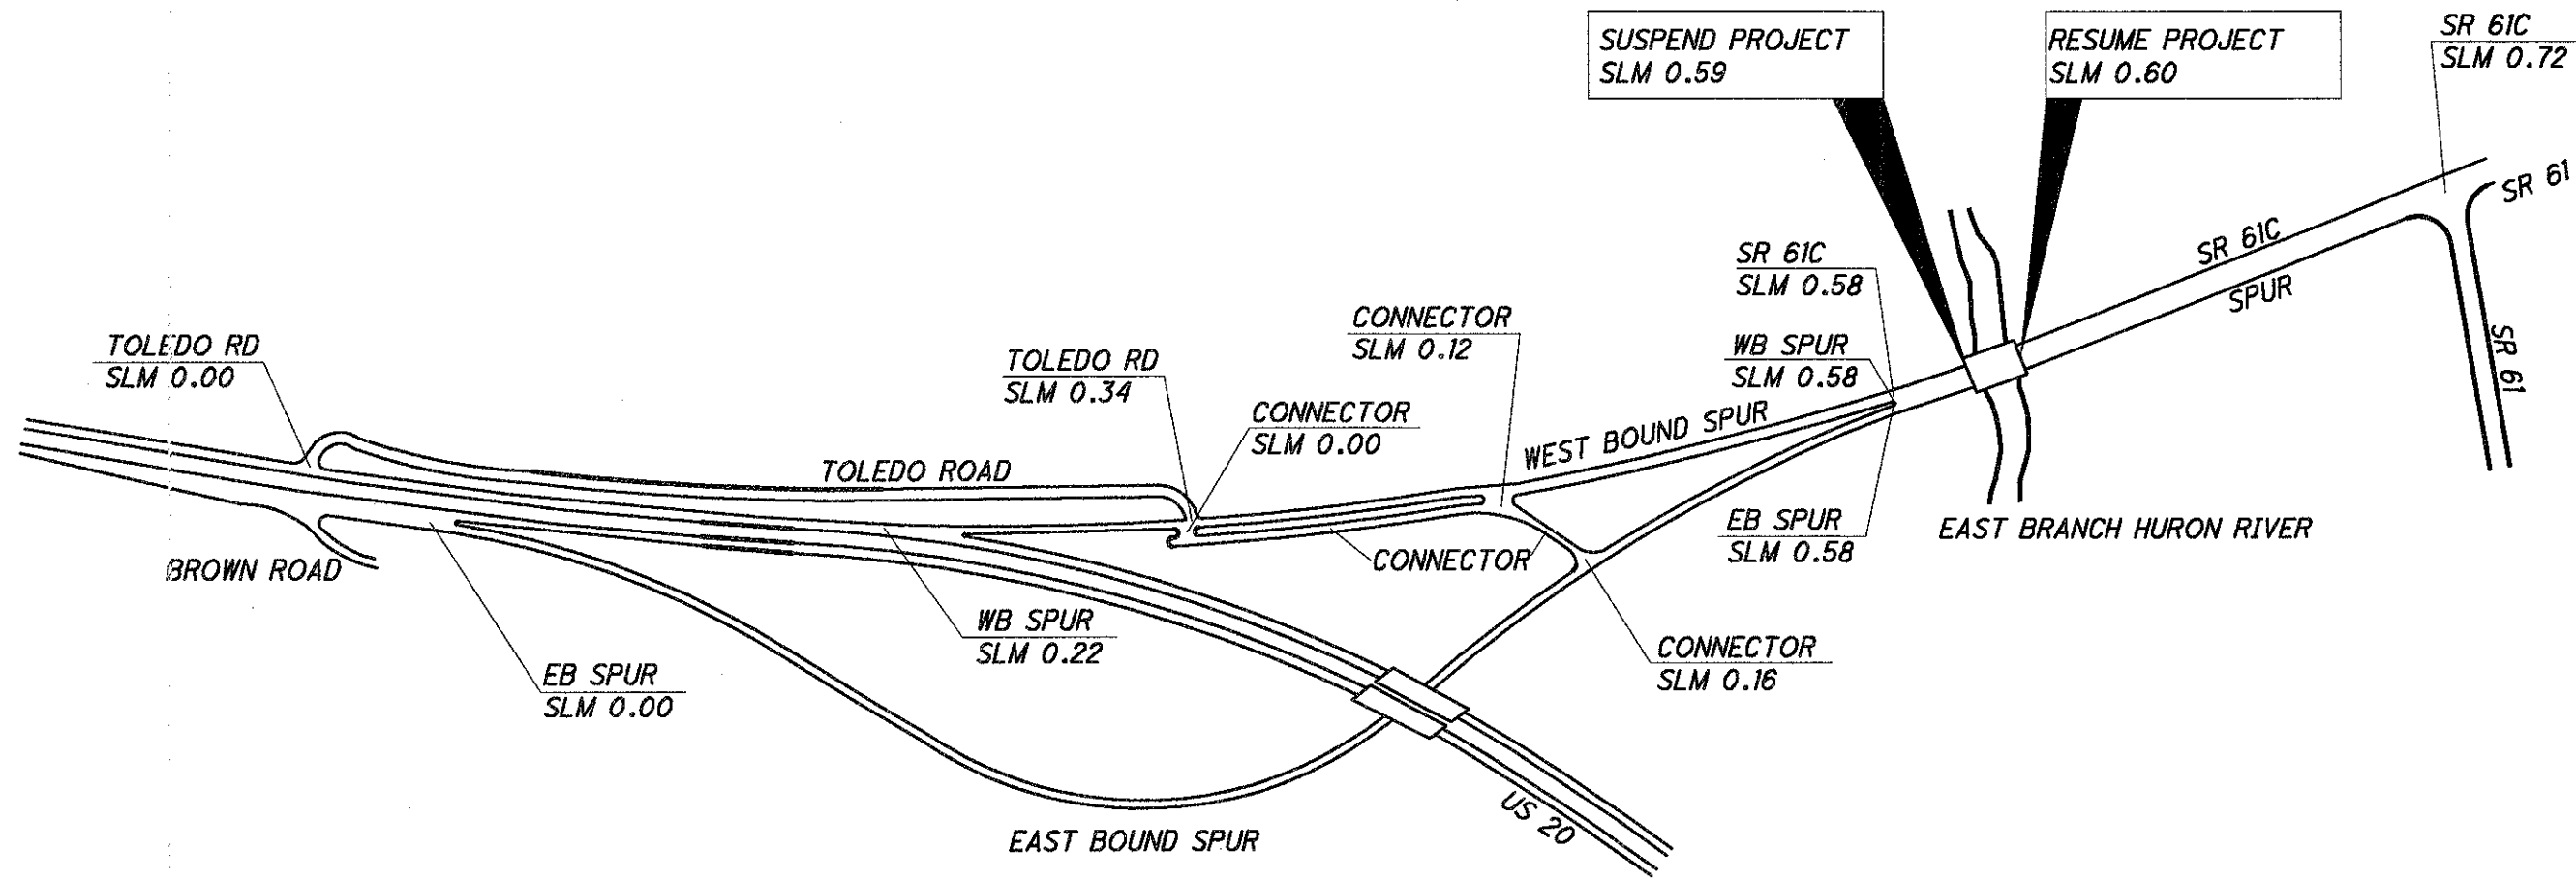 SUSPEND PROJECT
SLM 0.59
RESUME PROJECT
SLM 0.60
SR 61C
SLM 0.72
SR 61
SR 61C
SPUR
SR 61
SR 61C
SLM 0.58
WB SPUR
SLM 0.58
EB SPUR
SLM 0.58
EAST BRANCH HURON RIVER
CONNECTOR
SLM 0.12
WEST BOUND SPUR
TOLEDO RD
SLM 0.00
TOLEDO RD
SLM 0.34
CONNECTOR
SLM 0.00
TOLEDO ROAD
BROWN ROAD
CONNECTOR
WB SPUR
SLM 0.22
CONNECTOR
SLM 0.16
EB SPUR
SLM 0.00
US 20
EAST BOUND SPUR